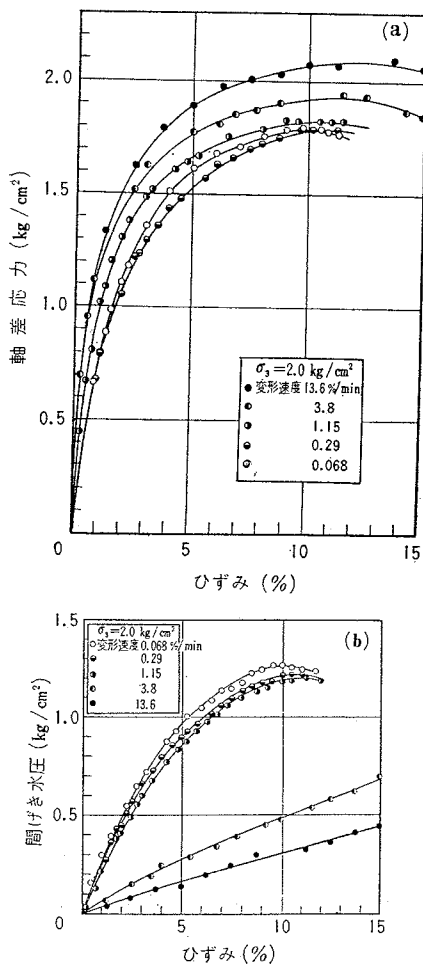 (a)
2.0
1.5
1.0
0.5
0
5
10
15
軸差応力 (kg/cm²)
ひずみ (%)
σ₃=2.0 kg/cm²
● 変形速度 13.6 %/min
3.8
1.15
0.29
0.068
(b)
1.5
1.0
0.5
0
5
10
15
間げき水圧 (kg/cm²)
ひずみ (%)
σ₃=2.0 kg/cm²
○ 変形速度 0.068 %/min
0.29
1.15
3.8
13.6